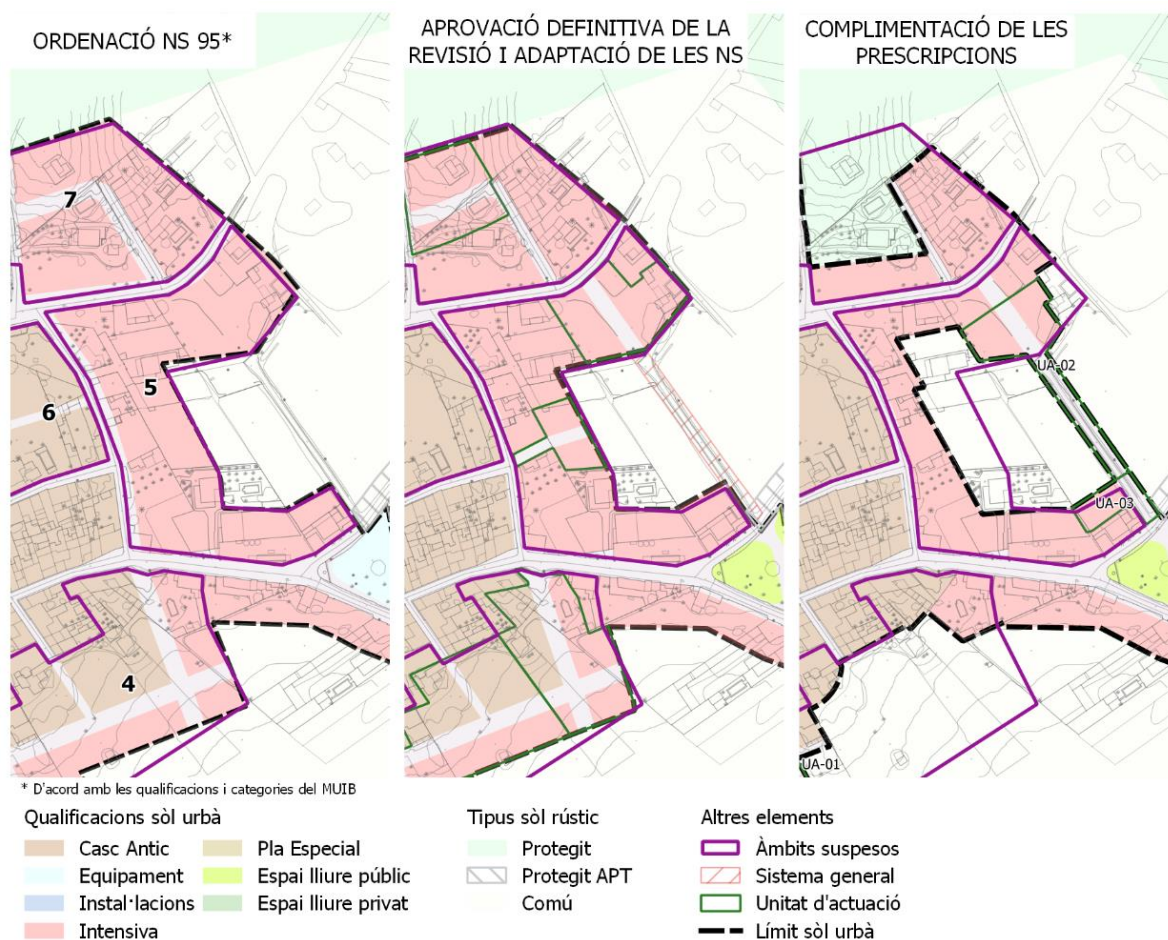 ORDENACIÓ NS 95*
APROVACIÓ DEFINITIVA DE LA
REVISIÓ I ADAPTACIÓ DE LES NS
COMPLIMENTACIÓ DE LES
PRESCRIPCIONS
7
5
6
4
UA-02
UA-03
UA-01
* D'acord amb les qualificacions i categories del MUIB
Qualificacions sòl urbà
Casc Antic
Equipament
Instal·lacions
Intensiva
Pla Especial
Espai lliure públic
Espai lliure privat
Tipus sòl rústic
Protegit
Protegit APT
Comú
Altres elements
Àmbits suspesos
Sistema general
Unitat d'actuació
Límit sòl urbà